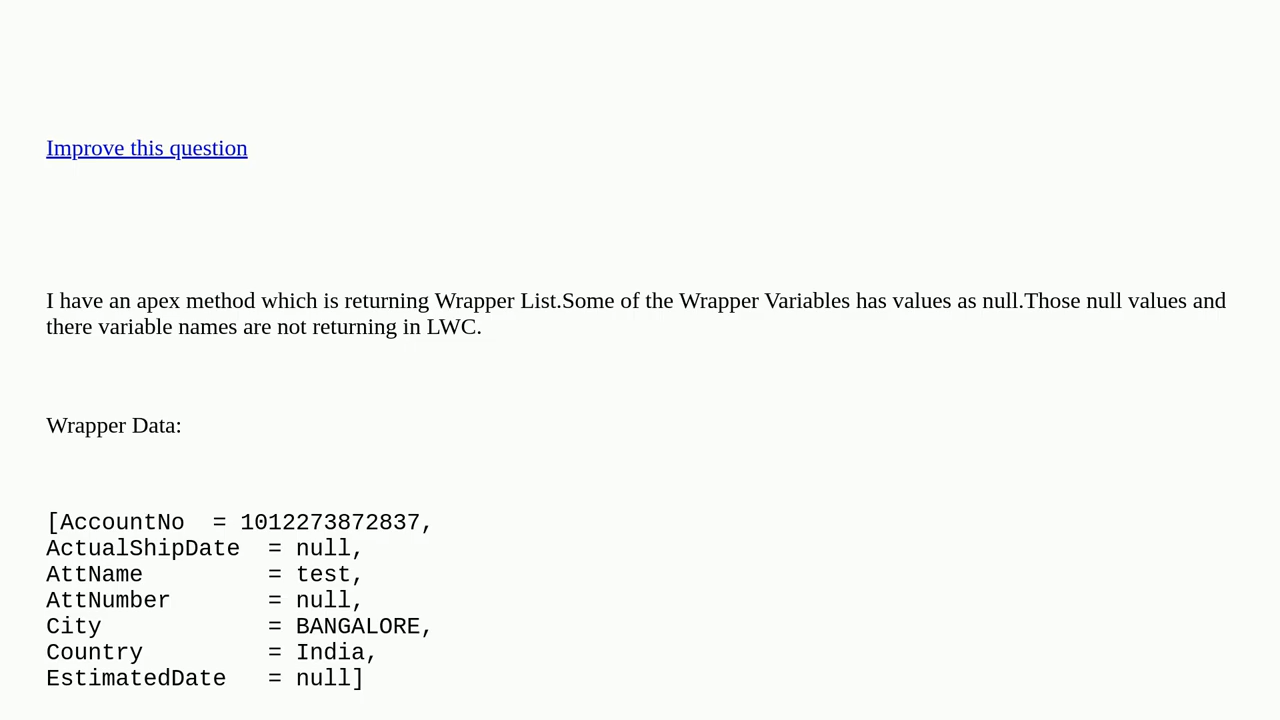 Improve this question
I have an apex method which is returning Wrapper List.Some of the Wrapper Variables has values as null.Those null values and
there variable names are not returning in LWC.
Wrapper Data:
[AccountNo  = 1012273872837,
ActualShipDate  = null,
AttName         = test,
AttNumber       = null,
City            = BANGALORE,
Country         = India,
EstimatedDate   = null]